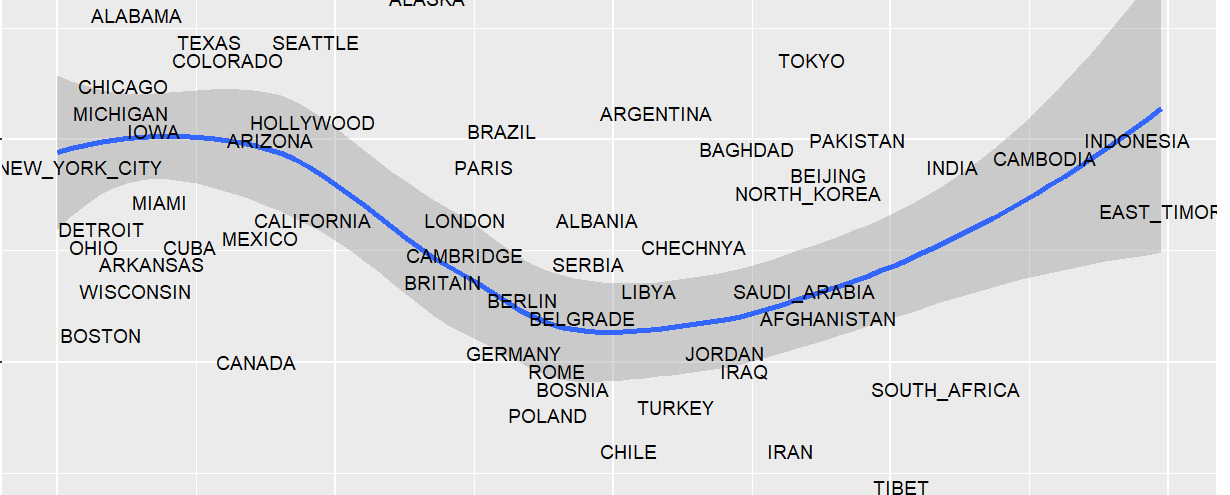 ALASKA
ALABAMA
TEXAS SEATTLE
COLORADO TOKYO
CHICAGO
MICHIGAN ARGENTINA
HOLLYWOOD
IOWA BRAZIL
ARIZONA PAKISTAN INDONESIA
BAGHDAD
CAMBODIA
NEW_YORK_CITY PARIS INDIA
BEIJING
NORTH_KOREA
MIAMI
EAST_TIMOR
CALIFORNIA LONDON ALBANIA
DETROIT
MEXICO
OHIO CUBA CHECHNYA
CAMBRIDGE
ARKANSAS SERBIA
BRITAIN
WISCONSIN LIBYA SAUDI_ARABIA
BERLIN
BELGRADE AFGHANISTAN
BOSTON
GERMANY JORDAN
CANADA
ROME IRAQ
BOSNIA SOUTH_AFRICA
TURKEY
POLAND
CHILE IRAN
TIBET